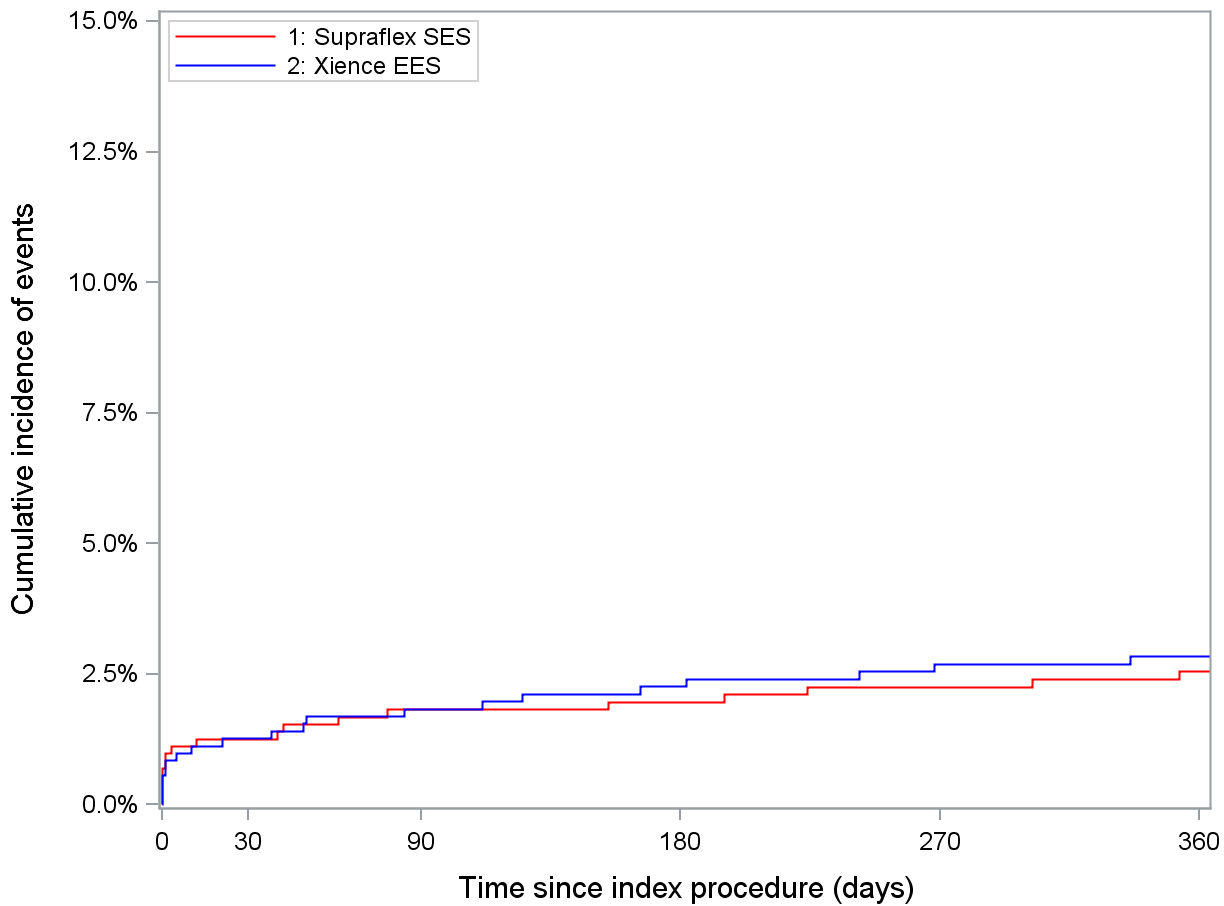 15.0%
1: Supraflex SES
2: Xience EES
12.5%
10.0%
7.5%
5.0%
2.5%
0.0%
Cumulative incidence of events
0 30 90 180 270 360
Time since index procedure (days)